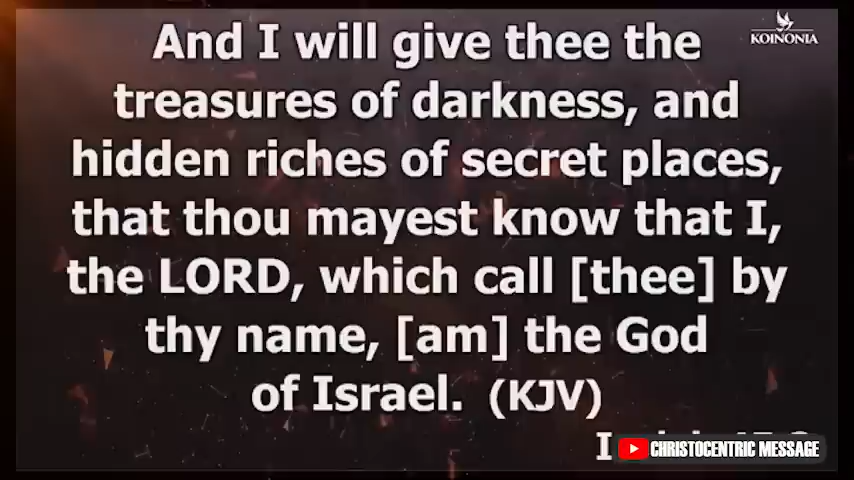 KOINONIA
And I will give thee the
treasures of darkness, and
hidden riches of secret places,
that thou mayest know that I,
the LORD, which call [thee] by
thy name, [am] the God
of Israel. (KJV)
CHRISTOCENTRIC MESSAGE